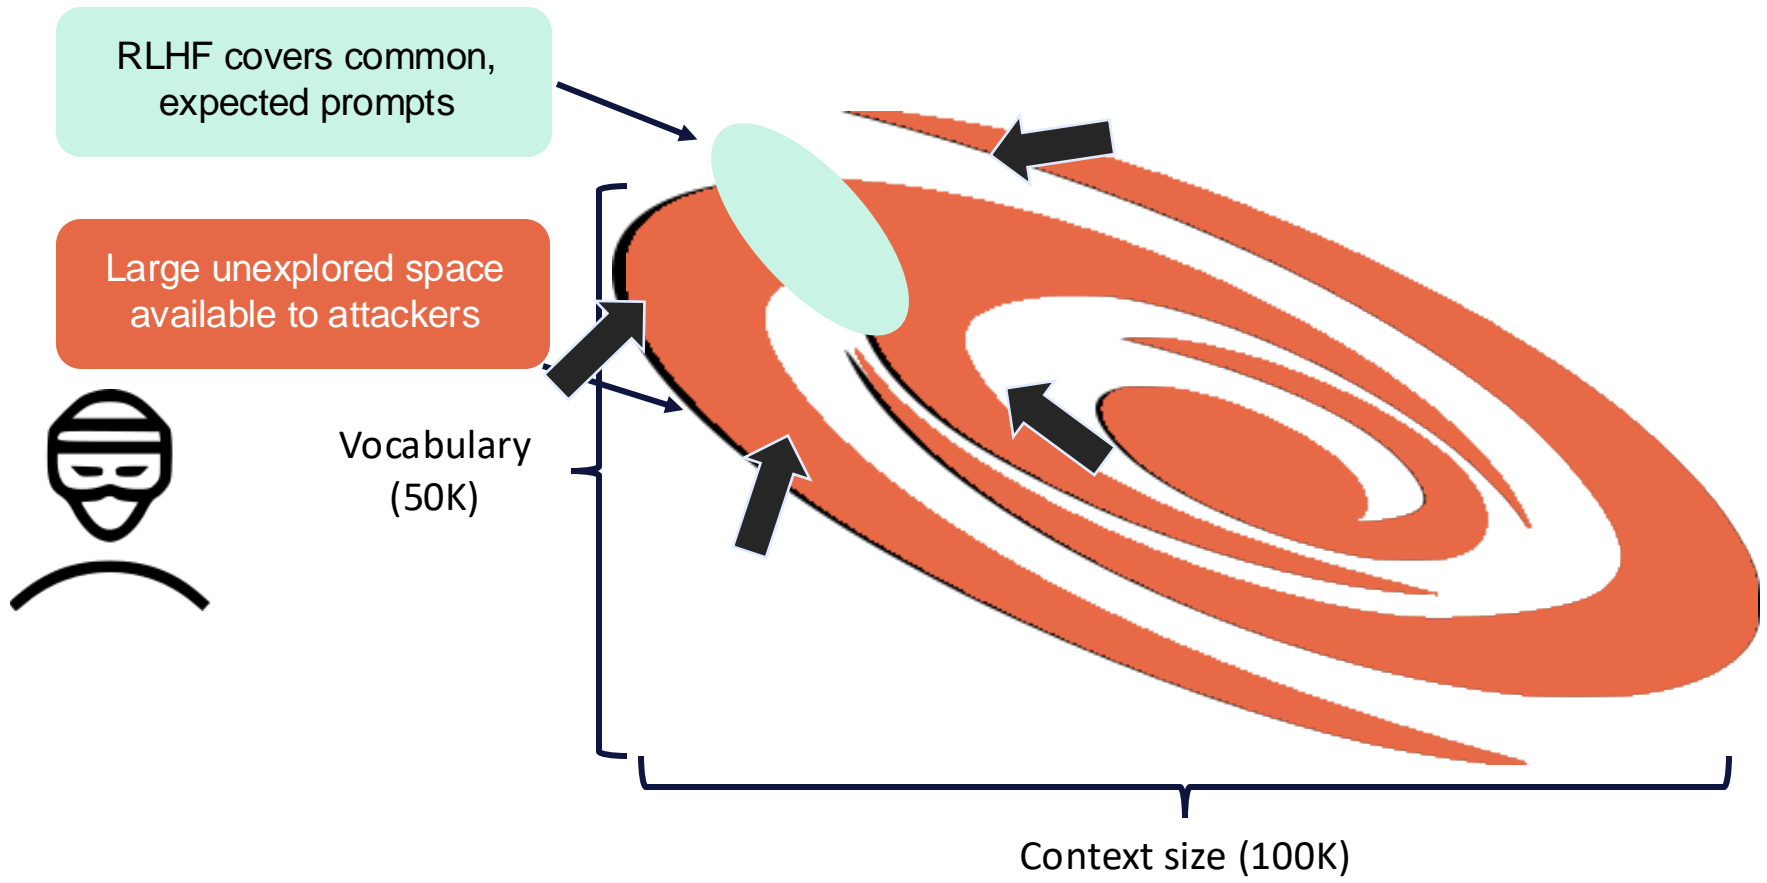 RLHF covers common,
expected prompts
Large unexplored space
available to attackers
Vocabulary
(50K)
Context size (100K)